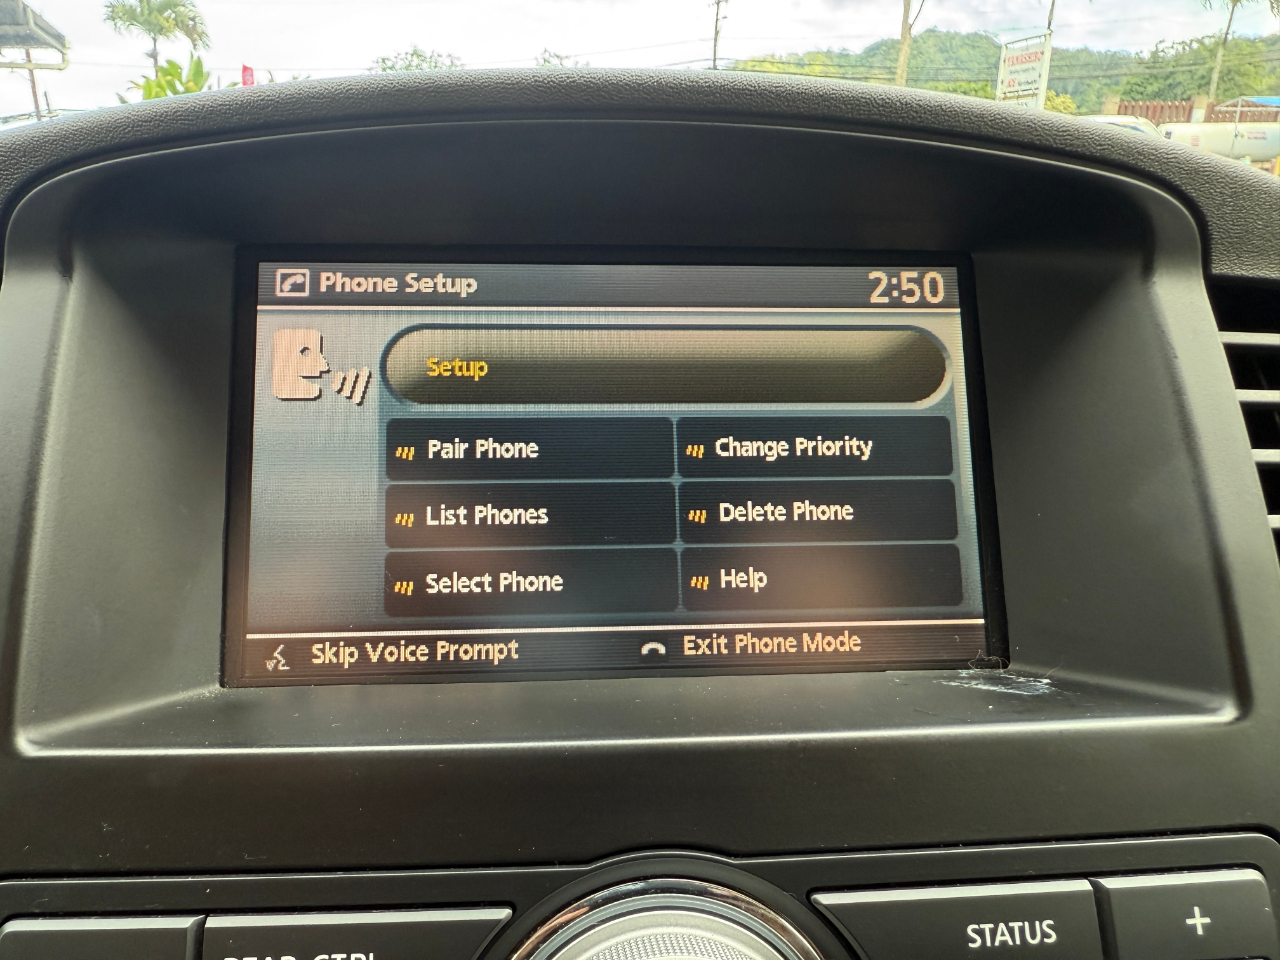 Phone Setup
2:50
Setup
Pair Phone
Change Priority
List Phones
Delete Phone
Select Phone
Help
Skip Voice Prompt
Exit Phone Mode
STATUS
+